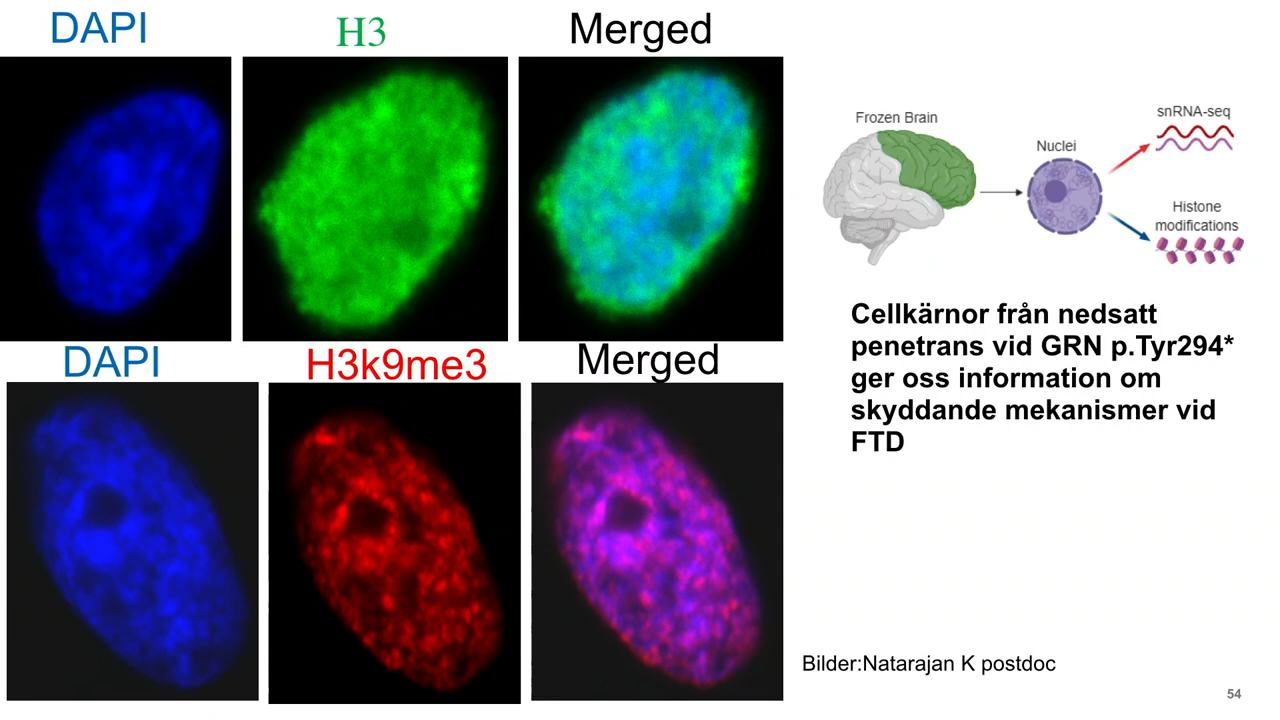 DAPI
H3
Merged
DAPI
H3k9me3
Merged
Frozen Brain
Nuclei
snRNA-seq
Histone
modifications
Cellkärnor från nedsatt
penetrans vid GRN p.Tyr294*
ger oss information om
skyddande mekanismer vid
FTD
Bilder:Natarajan K postdoc
54